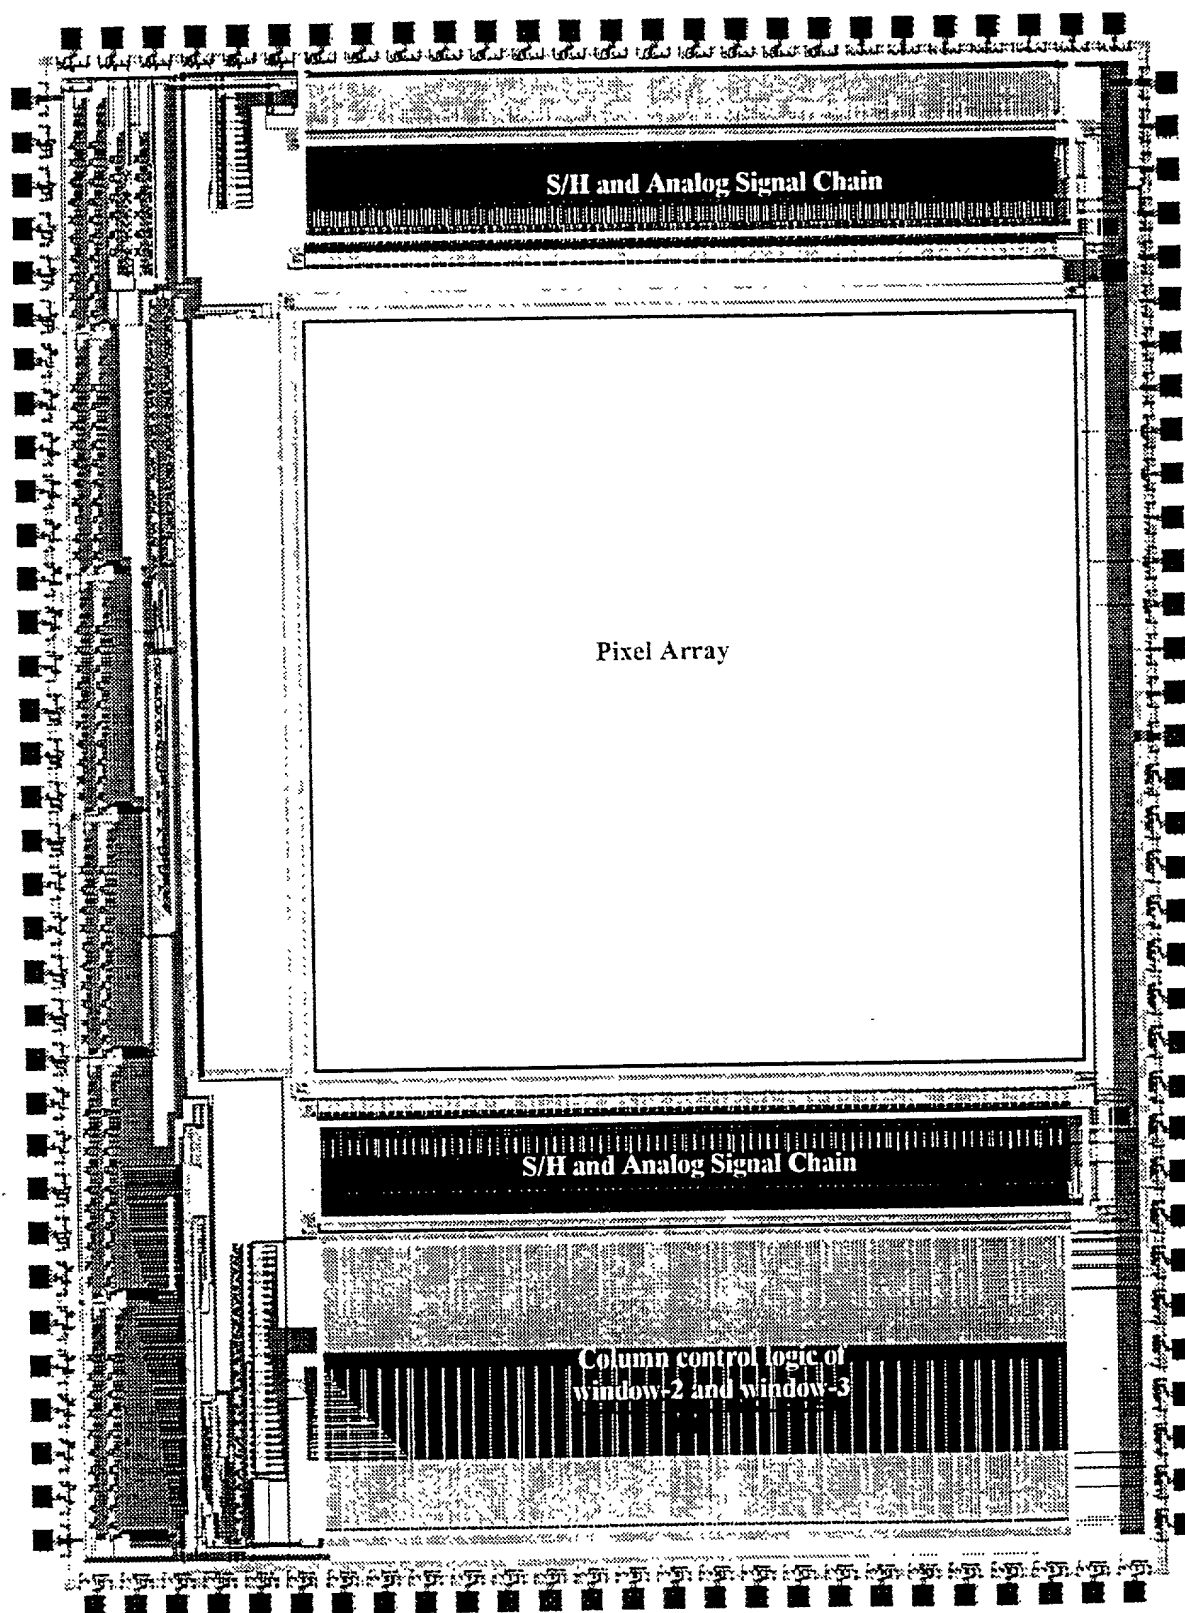 S/H and Analog Signal Chain
Pixel Array
S/H and Analog Signal Chain
Column control logic of
window-2 and window-3